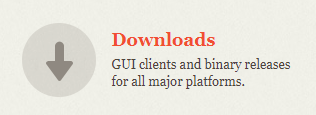 Downloads
GUI clients and binary releases
for all major platforms.